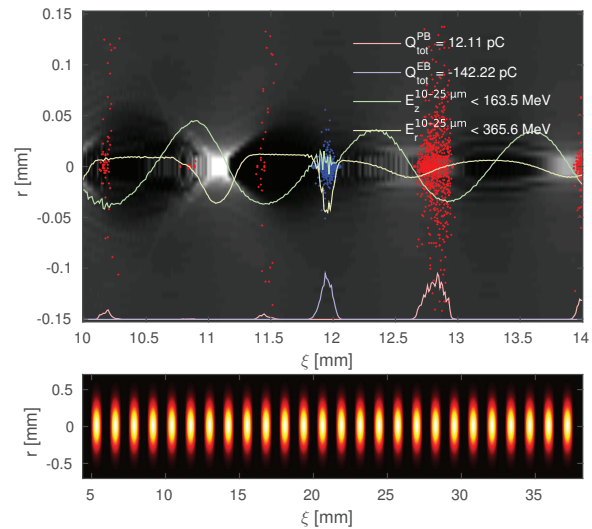 0.15
0.1
0.05
0
-0.05
-0.1
-0.15
r [mm]
Q_tot^PB = 12.11 pC
Q_tot^EB = -142.22 pC
E_z^10-25 μm < 163.5 MeV
E_r^10-25 μm < 365.6 MeV
10 10.5 11 11.5 12 12.5 13 13.5 14
ξ [mm]
0.5
0
-0.5
r [mm]
5 10 15 20 25 30 35
ξ [mm]